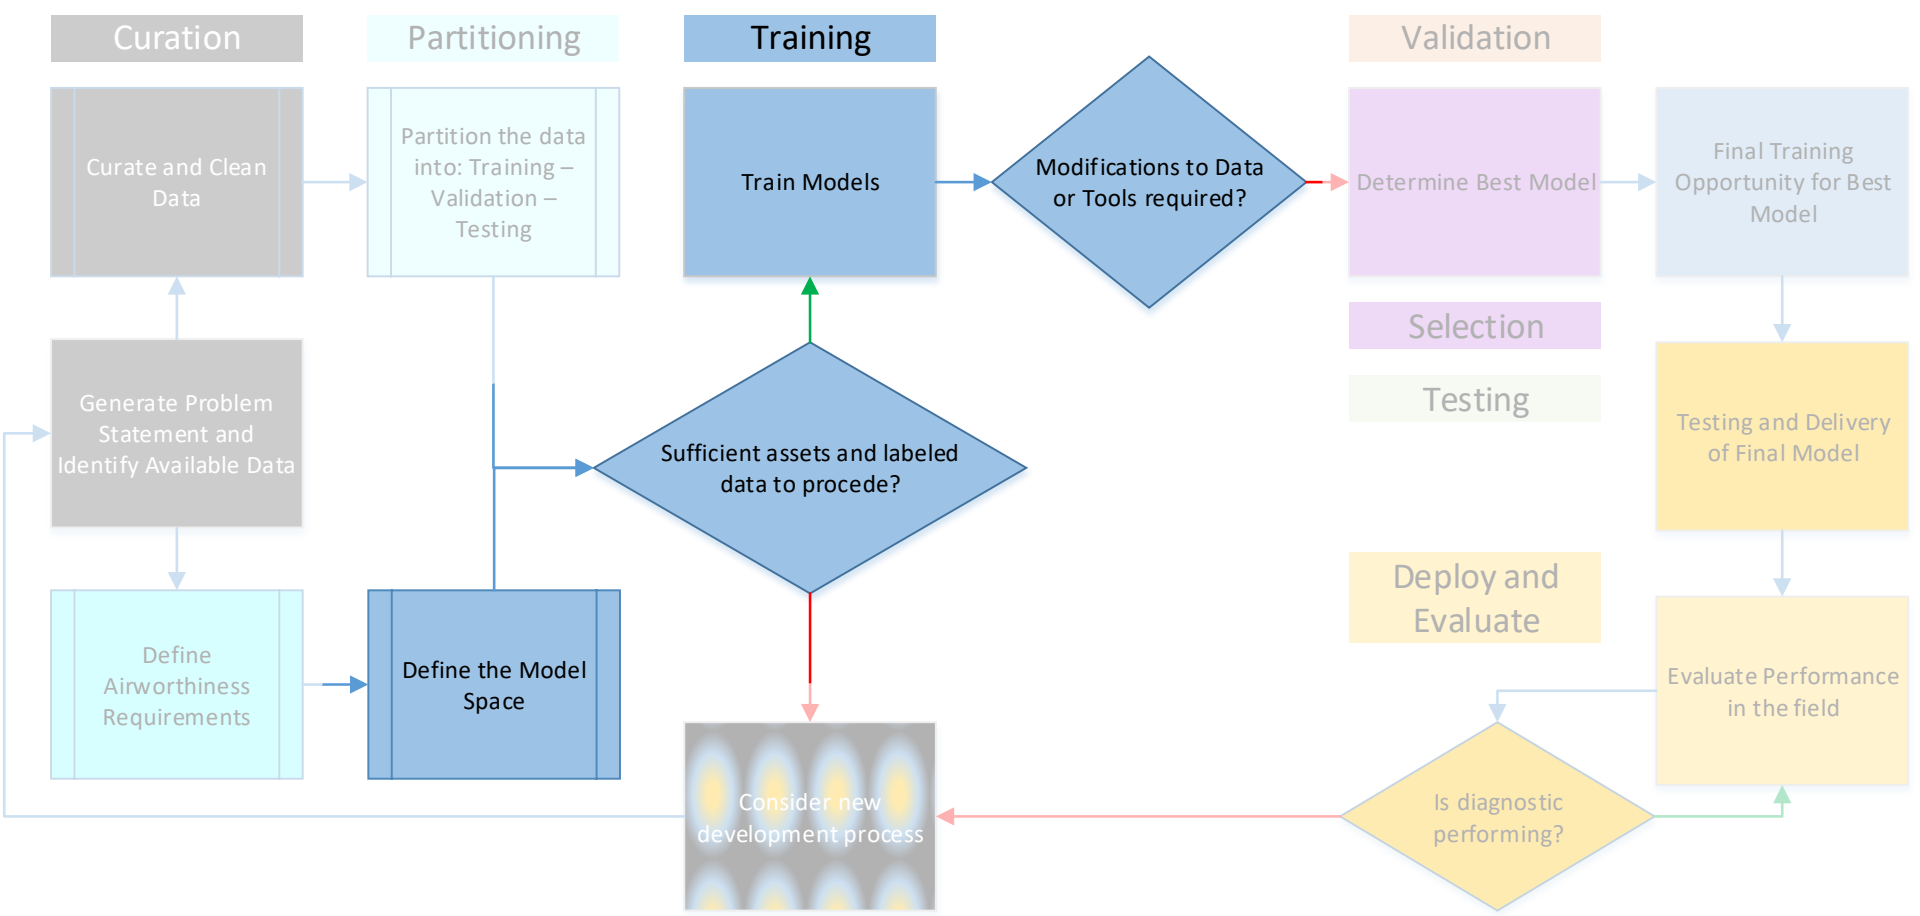 Curation
Partitioning
Training
Validation
Curate and Clean
Data
Partition the data
into: Training –
Validation –
Testing
Train Models
Modifications to Data
or Tools required?
Determine Best Model
Final Training
Opportunity for Best
Model
Selection
Testing
Generate Problem
Statement and
Identify Available Data
Sufficient assets and labeled
data to procede?
Testing and Delivery
of Final Model
Deploy and
Evaluate
Define
Airworthiness
Requirements
Define the Model
Space
Evaluate Performance
in the field
Consider new
development process
Is diagnostic
performing?